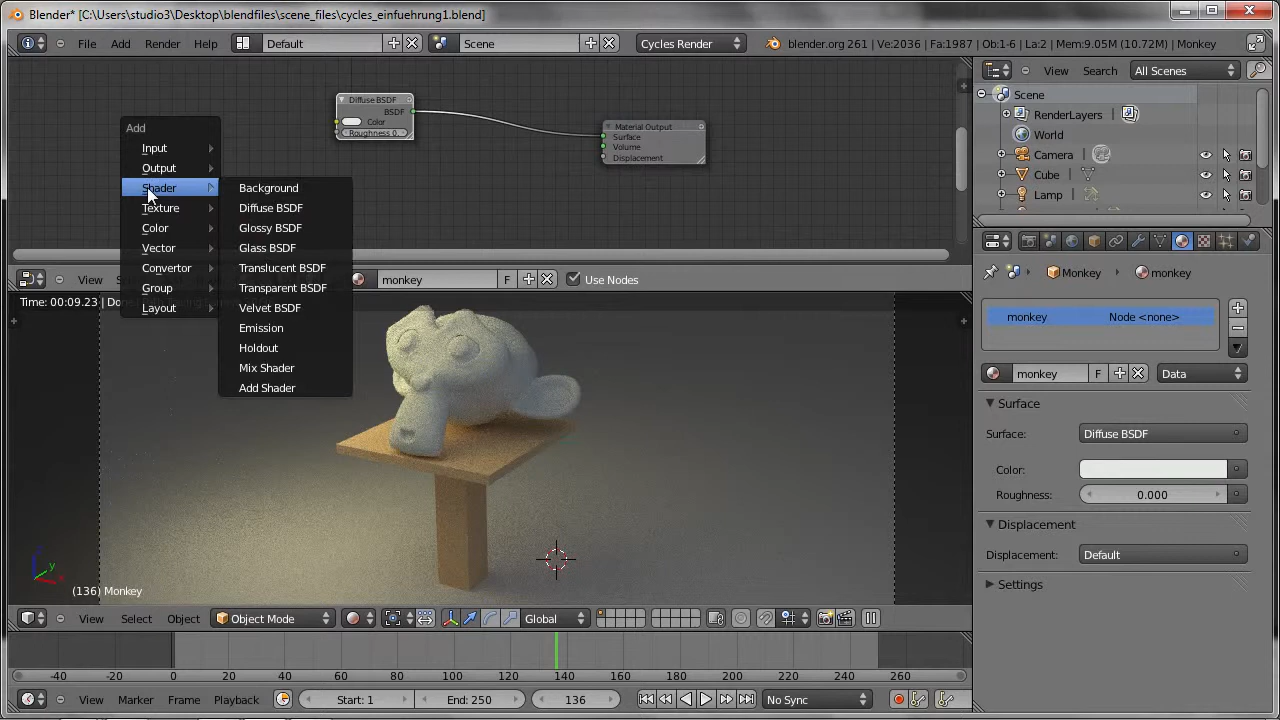 Blender* [C:\Users\studio3\Desktop\blendfiles\scene_files\cycles_einfuehrung1.blend]
File Add Render Help Default Scene Cycles Render blender.org 261 | Ve:2036 | Fa:1987 | Ob:1-6 | La:2 | Mem:9.05M (10.72M) | Monkey
View Search All Scenes
Scene
RenderLayers
World
Camera
Cube
Lamp
Diffuse BSDF
BSDF
Color
Roughness 0.
Material Output
Surface
Volume
Displacement
Add
Input
Output
Shader
Texture
Color
Vector
Convertor
Group
Layout
Background
Diffuse BSDF
Glossy BSDF
Glass BSDF
Translucent BSDF
Transparent BSDF
Velvet BSDF
Emission
Holdout
Mix Shader
Add Shader
View monkey F Use Nodes
Time: 00:09.23 | Done
(136) Monkey
View Select Object Object Mode Global
Monkey monkey
monkey Node <none>
monkey F Data
Surface
Surface: Diffuse BSDF
Color:
Roughness: 0.000
Displacement
Displacement: Default
Settings
-40 -20 0 20 40 60 80 100 120 140 160 180 200 220 240 260
View Marker Frame Playback Start: 1 End: 250 136 No Sync